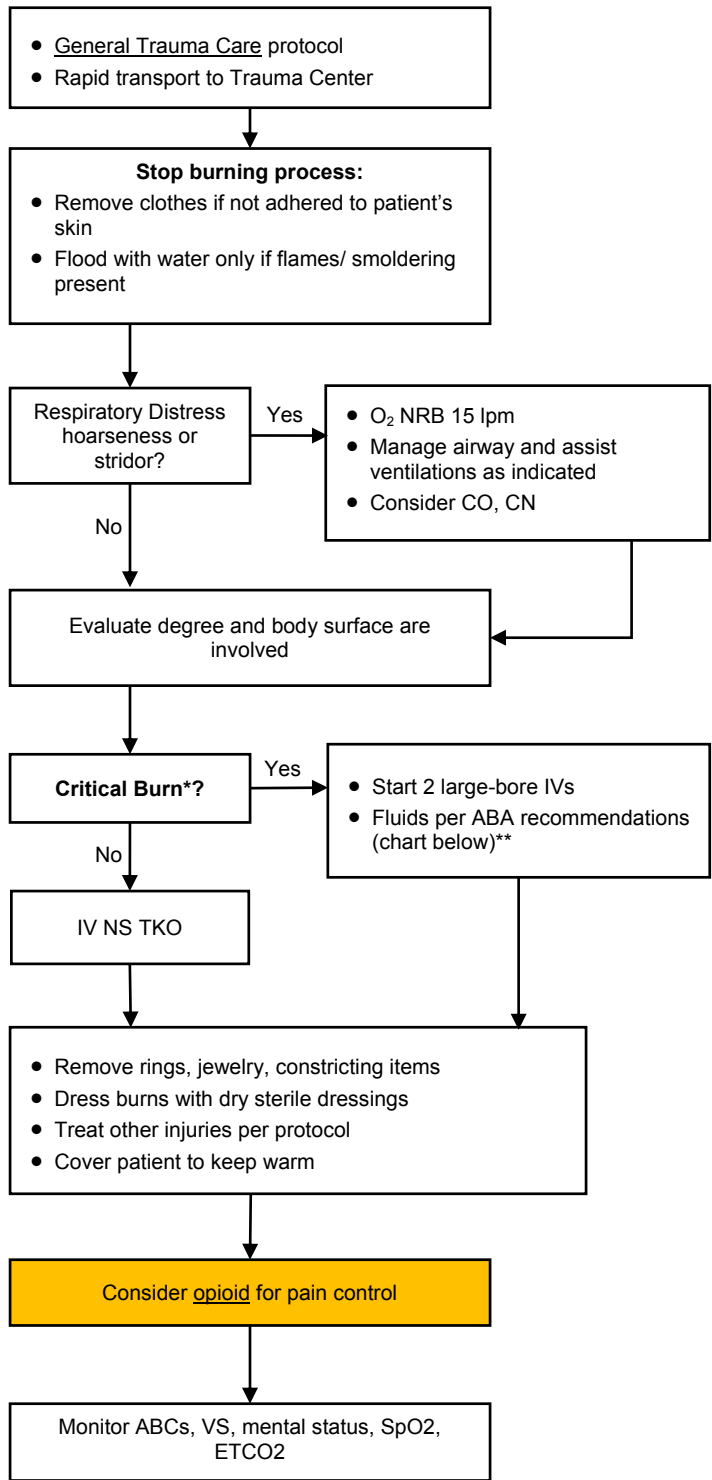 • General Trauma Care protocol
• Rapid transport to Trauma Center
Stop burning process:
• Remove clothes if not adhered to patient's
skin
• Flood with water only if flames/ smoldering
present
Respiratory Distress
hoarseness or
stridor?
Yes
• O₂ NRB 15 lpm
• Manage airway and assist
ventilations as indicated
• Consider CO, CN
No
Evaluate degree and body surface are
involved
Critical Burn*?
Yes
• Start 2 large-bore IVs
• Fluids per ABA recommendations
(chart below)**
No
IV NS TKO
• Remove rings, jewelry, constricting items
• Dress burns with dry sterile dressings
• Treat other injuries per protocol
• Cover patient to keep warm
Consider opioid for pain control
Monitor ABCs, VS, mental status, SpO2,
ETCO2